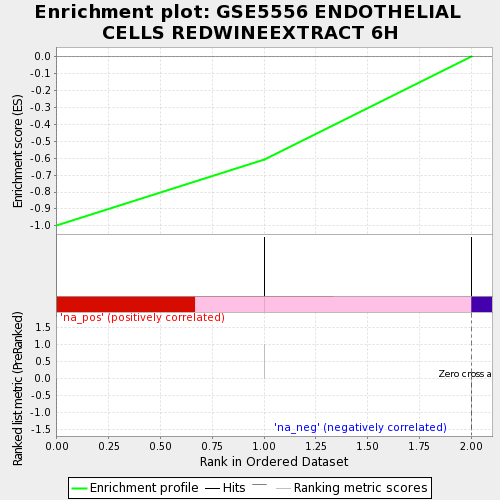 Enrichment plot: GSE5556 ENDOTHELIAL
CELLS REDWINEEXTRACT 6H
Enrichment score (ES)
0.0
-0.1
-0.2
-0.3
-0.4
-0.5
-0.6
-0.7
-0.8
-0.9
-1.0
'na_pos' (positively correlated)
Ranked list metric (PreRanked)
1.5
1.0
0.5
0.0
-0.5
-1.0
-1.5
Zero cross a
'na_neg' (negatively correlated)
0.00 0.25 0.50 0.75 1.00 1.25 1.50 1.75 2.00
Rank in Ordered Dataset
Enrichment profile Hits Ranking metric scores